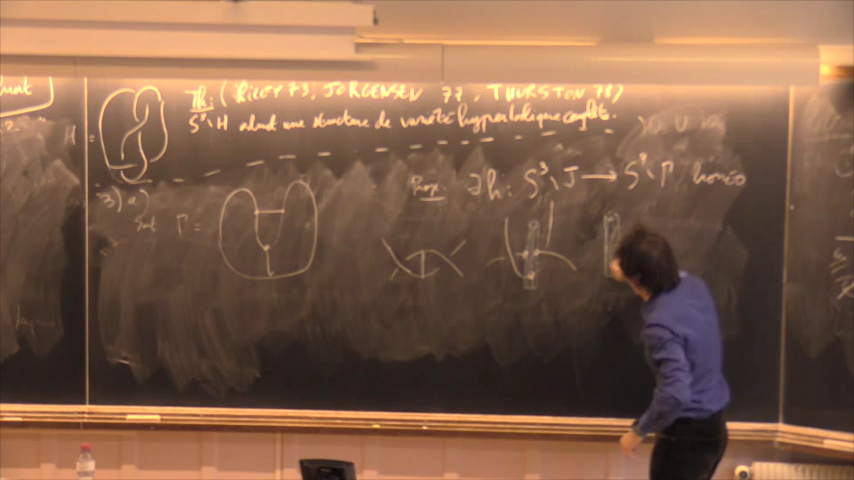 Th: (RILEY 73, JORGENSEN 77, THURSTON 78)
H = S³\H admet une structure de variété hyperbolique complète.
Prop. ∃h: S³\J → S³\Γ homéo
3) a)
Soit Γ =